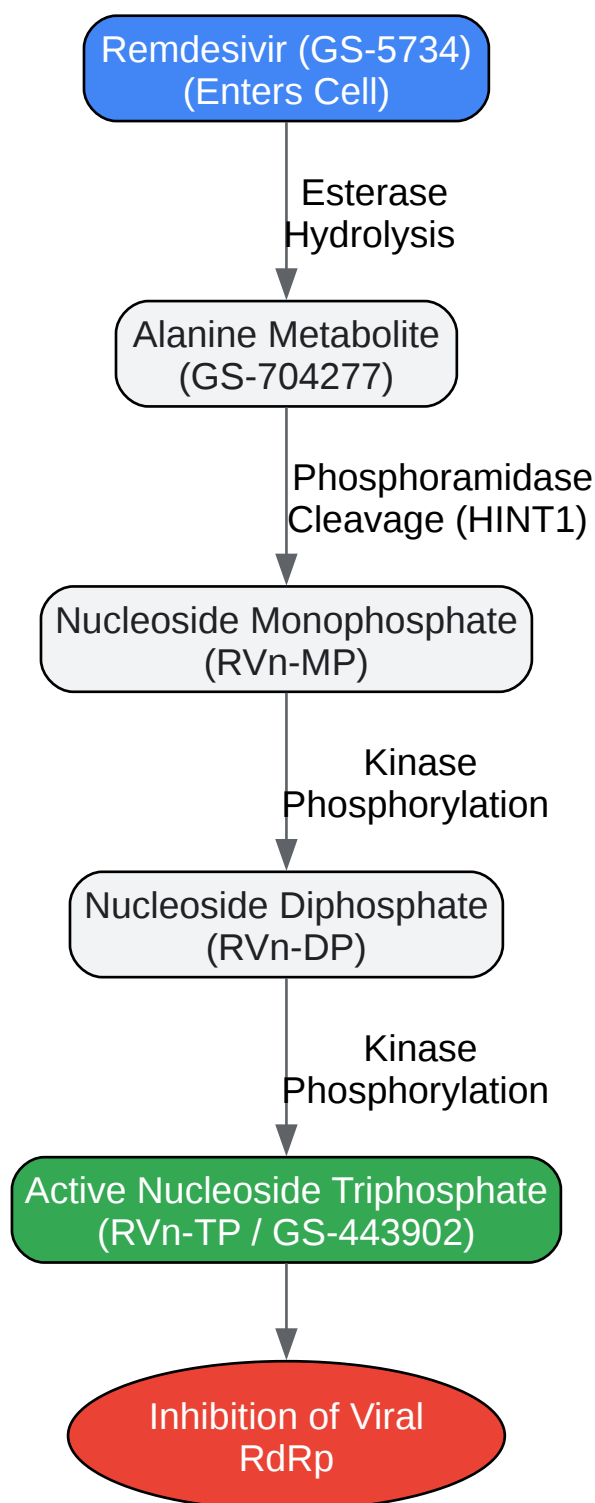 Remdesivir (GS-5734)
(Enters Cell)
Esterase
Hydrolysis
Alanine Metabolite
(GS-704277)
Phosphoramidase
Cleavage (HINT1)
Nucleoside Monophosphate
(RVn-MP)
Kinase
Phosphorylation
Nucleoside Diphosphate
(RVn-DP)
Kinase
Phosphorylation
Active Nucleoside Triphosphate
(RVn-TP / GS-443902)
Inhibition of Viral
RdRp